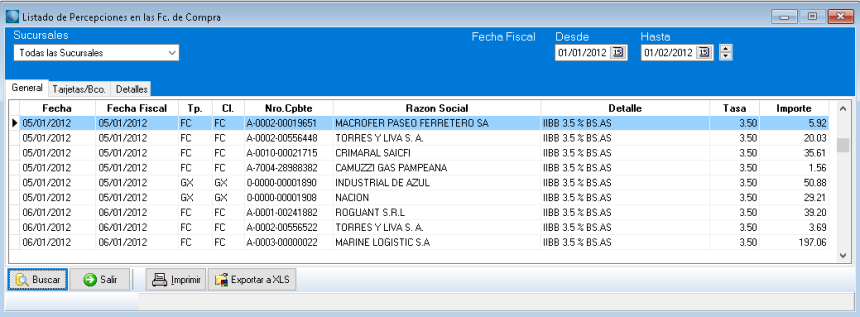 Listado de Percepciones en las Fc. de Compra
Sucursales Fecha Fiscal Desde Hasta
Todas las Sucursales 01/01/2012 01/02/2012
General Tarjetas/Bco. Detalles
Fecha Fecha Fiscal Tp. Cl. Nro.Cpbte Razon Social Detalle Tasa Importe
05/01/2012 05/01/2012 FC FC A-0002-00019651 MACROFER PASEO FERRETERO SA IIBB 3.5 % BS.AS 3.50 5.92
05/01/2012 05/01/2012 FC FC A-0002-00556448 TORRES Y LIVA S. A. IIBB 3.5 % BS.AS 3.50 20.03
05/01/2012 05/01/2012 FC FC A-0010-00021715 CRIMARAL SAICFI IIBB 3.5 % BS.AS 3.50 35.61
05/01/2012 05/01/2012 FC FC A-7004-28988382 CAMUZZI GAS PAMPEANA IIBB 3.5 % BS.AS 3.50 1.56
05/01/2012 05/01/2012 GX GX 0-0000-00001890 INDUSTRIAL DE AZUL IIBB 3.5 % BS.AS 3.50 50.88
05/01/2012 05/01/2012 GX GX 0-0000-00001908 NACION IIBB 3.5 % BS.AS 3.50 29.21
06/01/2012 06/01/2012 FC FC A-0001-00241882 ROGUANT S.R.L IIBB 3.5 % BS.AS 3.50 39.20
06/01/2012 06/01/2012 FC FC A-0002-00556522 TORRES Y LIVA S. A. IIBB 3.5 % BS.AS 3.50 3.69
06/01/2012 06/01/2012 FC FC A-0003-00000022 MARINE LOGISTIC S.A IIBB 3.5 % BS.AS 3.50 197.06
Buscar Salir Imprimir Exportar a XLS